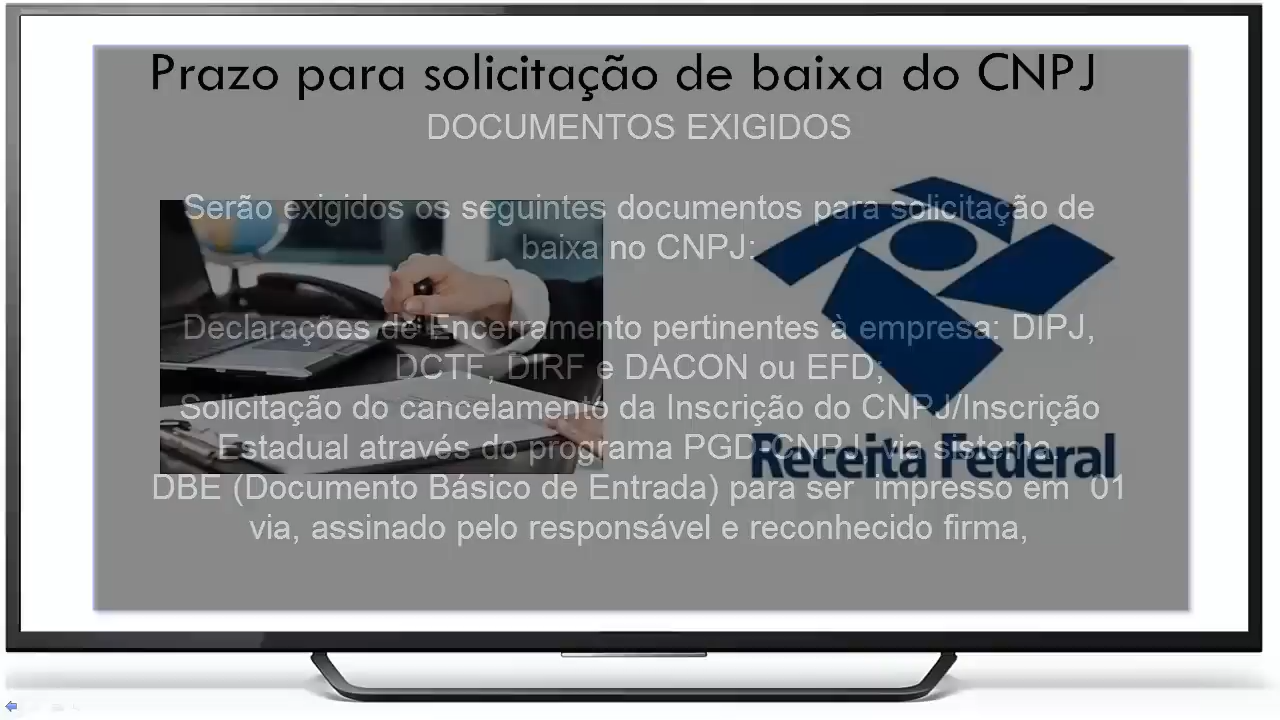 Prazo para solicitação de baixa do CNPJ
DOCUMENTOS EXIGIDOS
Serão exigidos os seguintes documentos para solicitação de
baixa no CNPJ:
Declarações de Encerramento pertinentes à empresa: DIPJ,
DCTF, DIRF e DACON ou EFD;
Solicitação do cancelamento da Inscrição do CNPJ/Inscrição
Estadual através do programa PGD-CNPJ, via sistema.
Receita Federal
DBE (Documento Básico de Entrada) para ser impresso em 01
via, assinado pelo responsável e reconhecido firma,